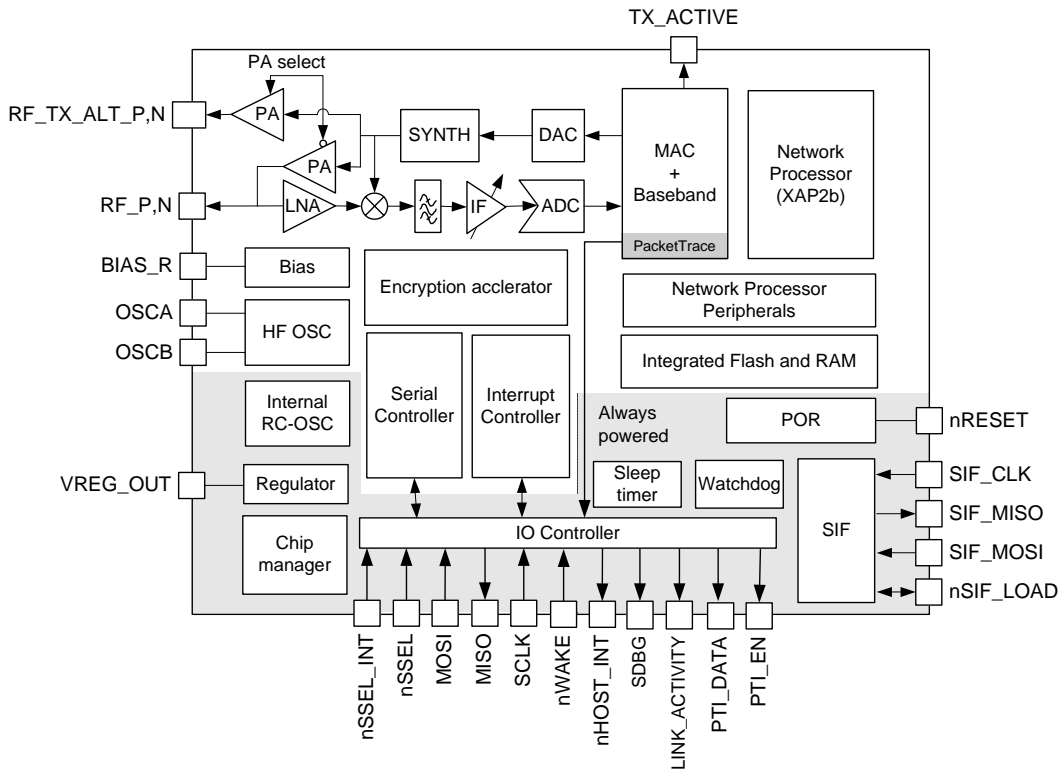 TX_ACTIVE
PA select
RF_TX_ALT_P,N
PA
SYNTH
DAC
MAC
+
Baseband
Network
Processor
(XAP2b)
PA
RF_P,N
LNA
IF
ADC
PacketTrace
BIAS_R
Bias
Encryption acclerator
Network Processor
Peripherals
OSCA
HF OSC
OSCB
Integrated Flash and RAM
Serial
Controller
Interrupt
Controller
Internal
RC-OSC
Always
powered
POR
nRESET
VREG_OUT
Regulator
Sleep
timer
Watchdog
SIF
SIF_CLK
SIF_MISO
SIF_MOSI
nSIF_LOAD
IO Controller
Chip
manager
nSSEL_INT
nSSEL
MOSI
MISO
SCLK
nWAKE
nHOST_INT
SDBG
LINK_ACTIVITY
PTI_DATA
PTI_EN